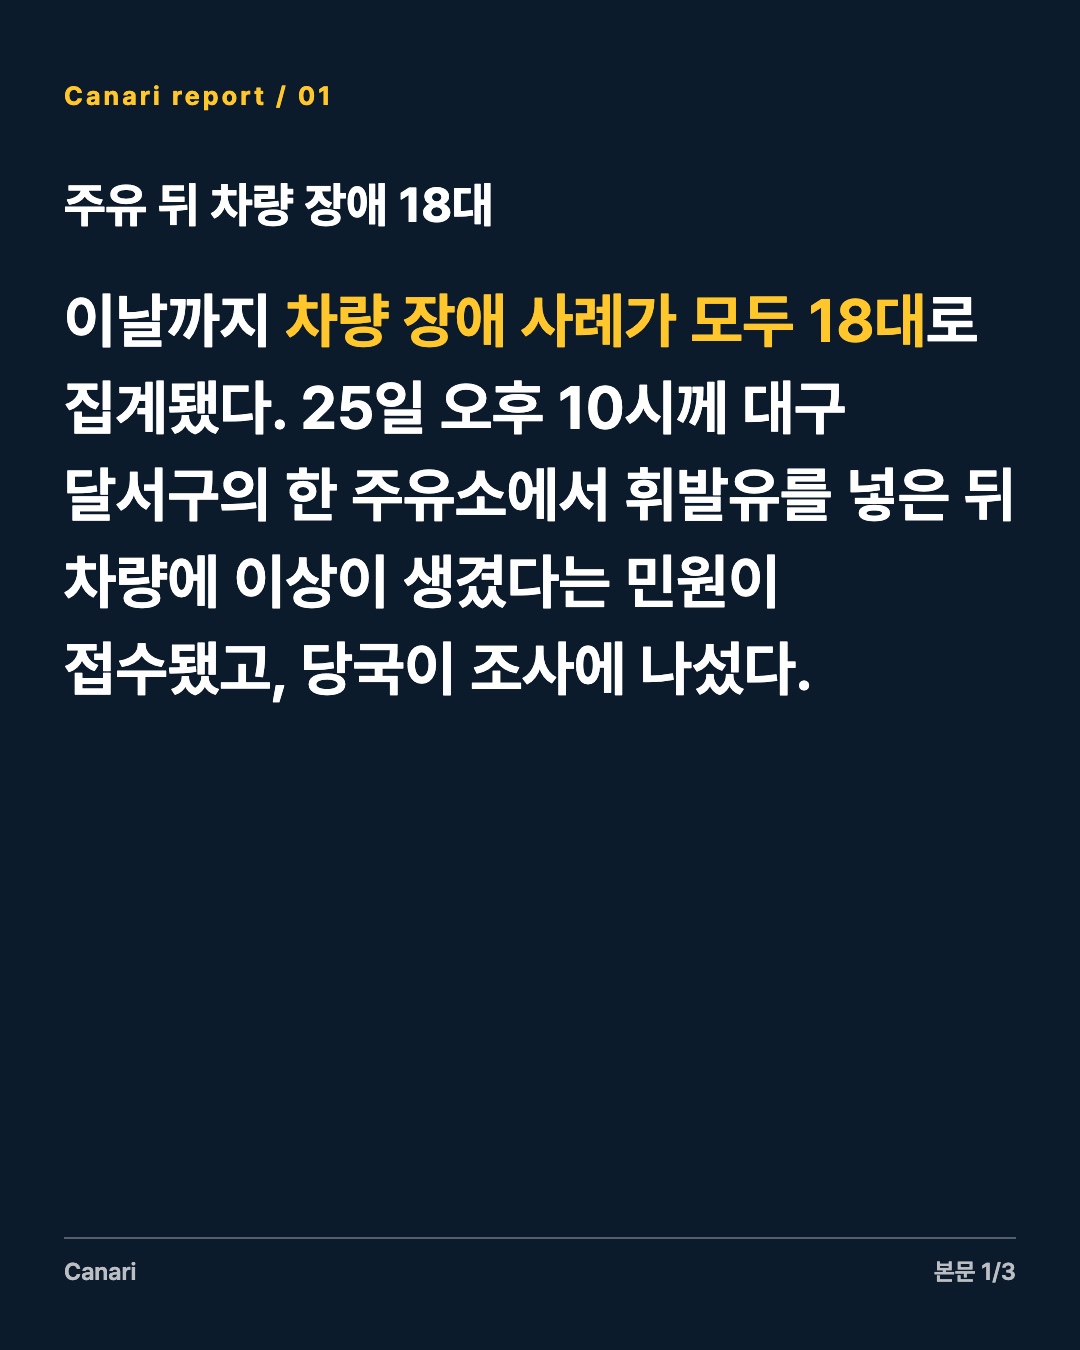 Canari report / 01
주유 뒤 차량 장애 18대
이날까지 차량 장애 사례가 모두 18대로
집계됐다. 25일 오후 10시께 대구
달서구의 한 주유소에서 휘발유를 넣은 뒤
차량에 이상이 생겼다는 민원이
접수됐고, 당국이 조사에 나섰다.
Canari
본문 1/3